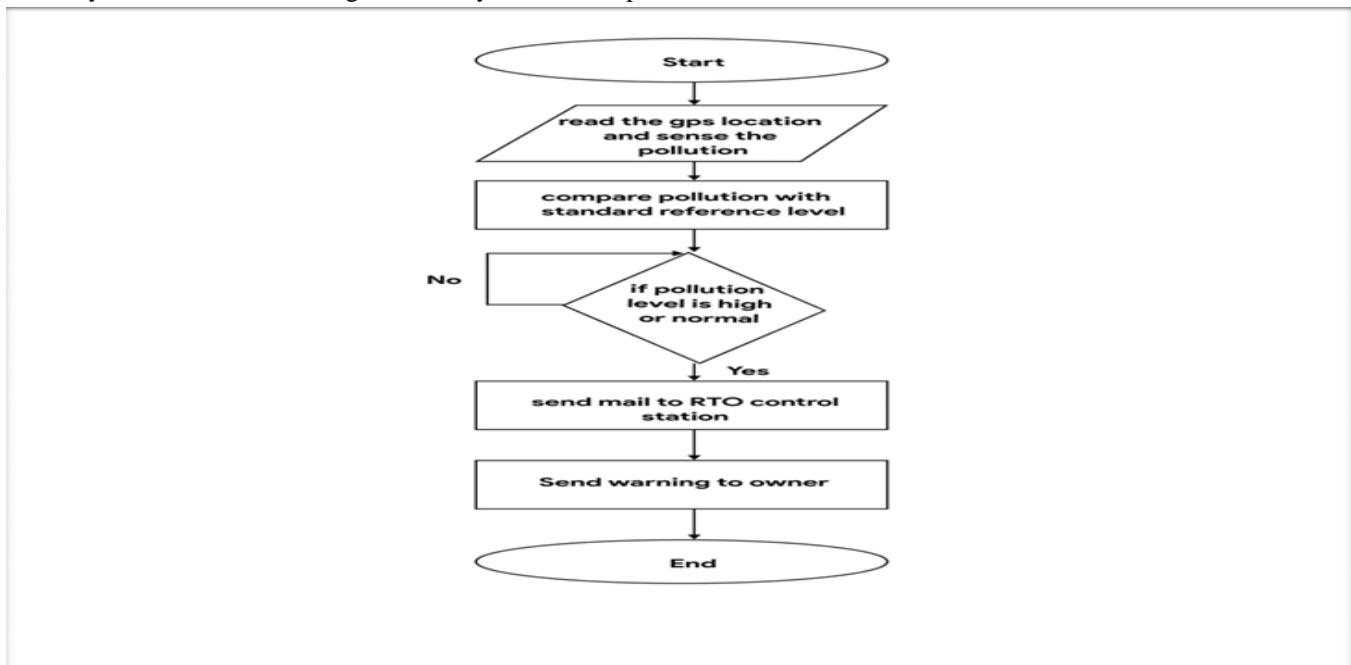 Start
read the gps location
and sense the
pollution
compare pollution with
standard reference level
No
if pollution
level is high
or normal
Yes
send mail to RTO control
station
Send warning to owner
End